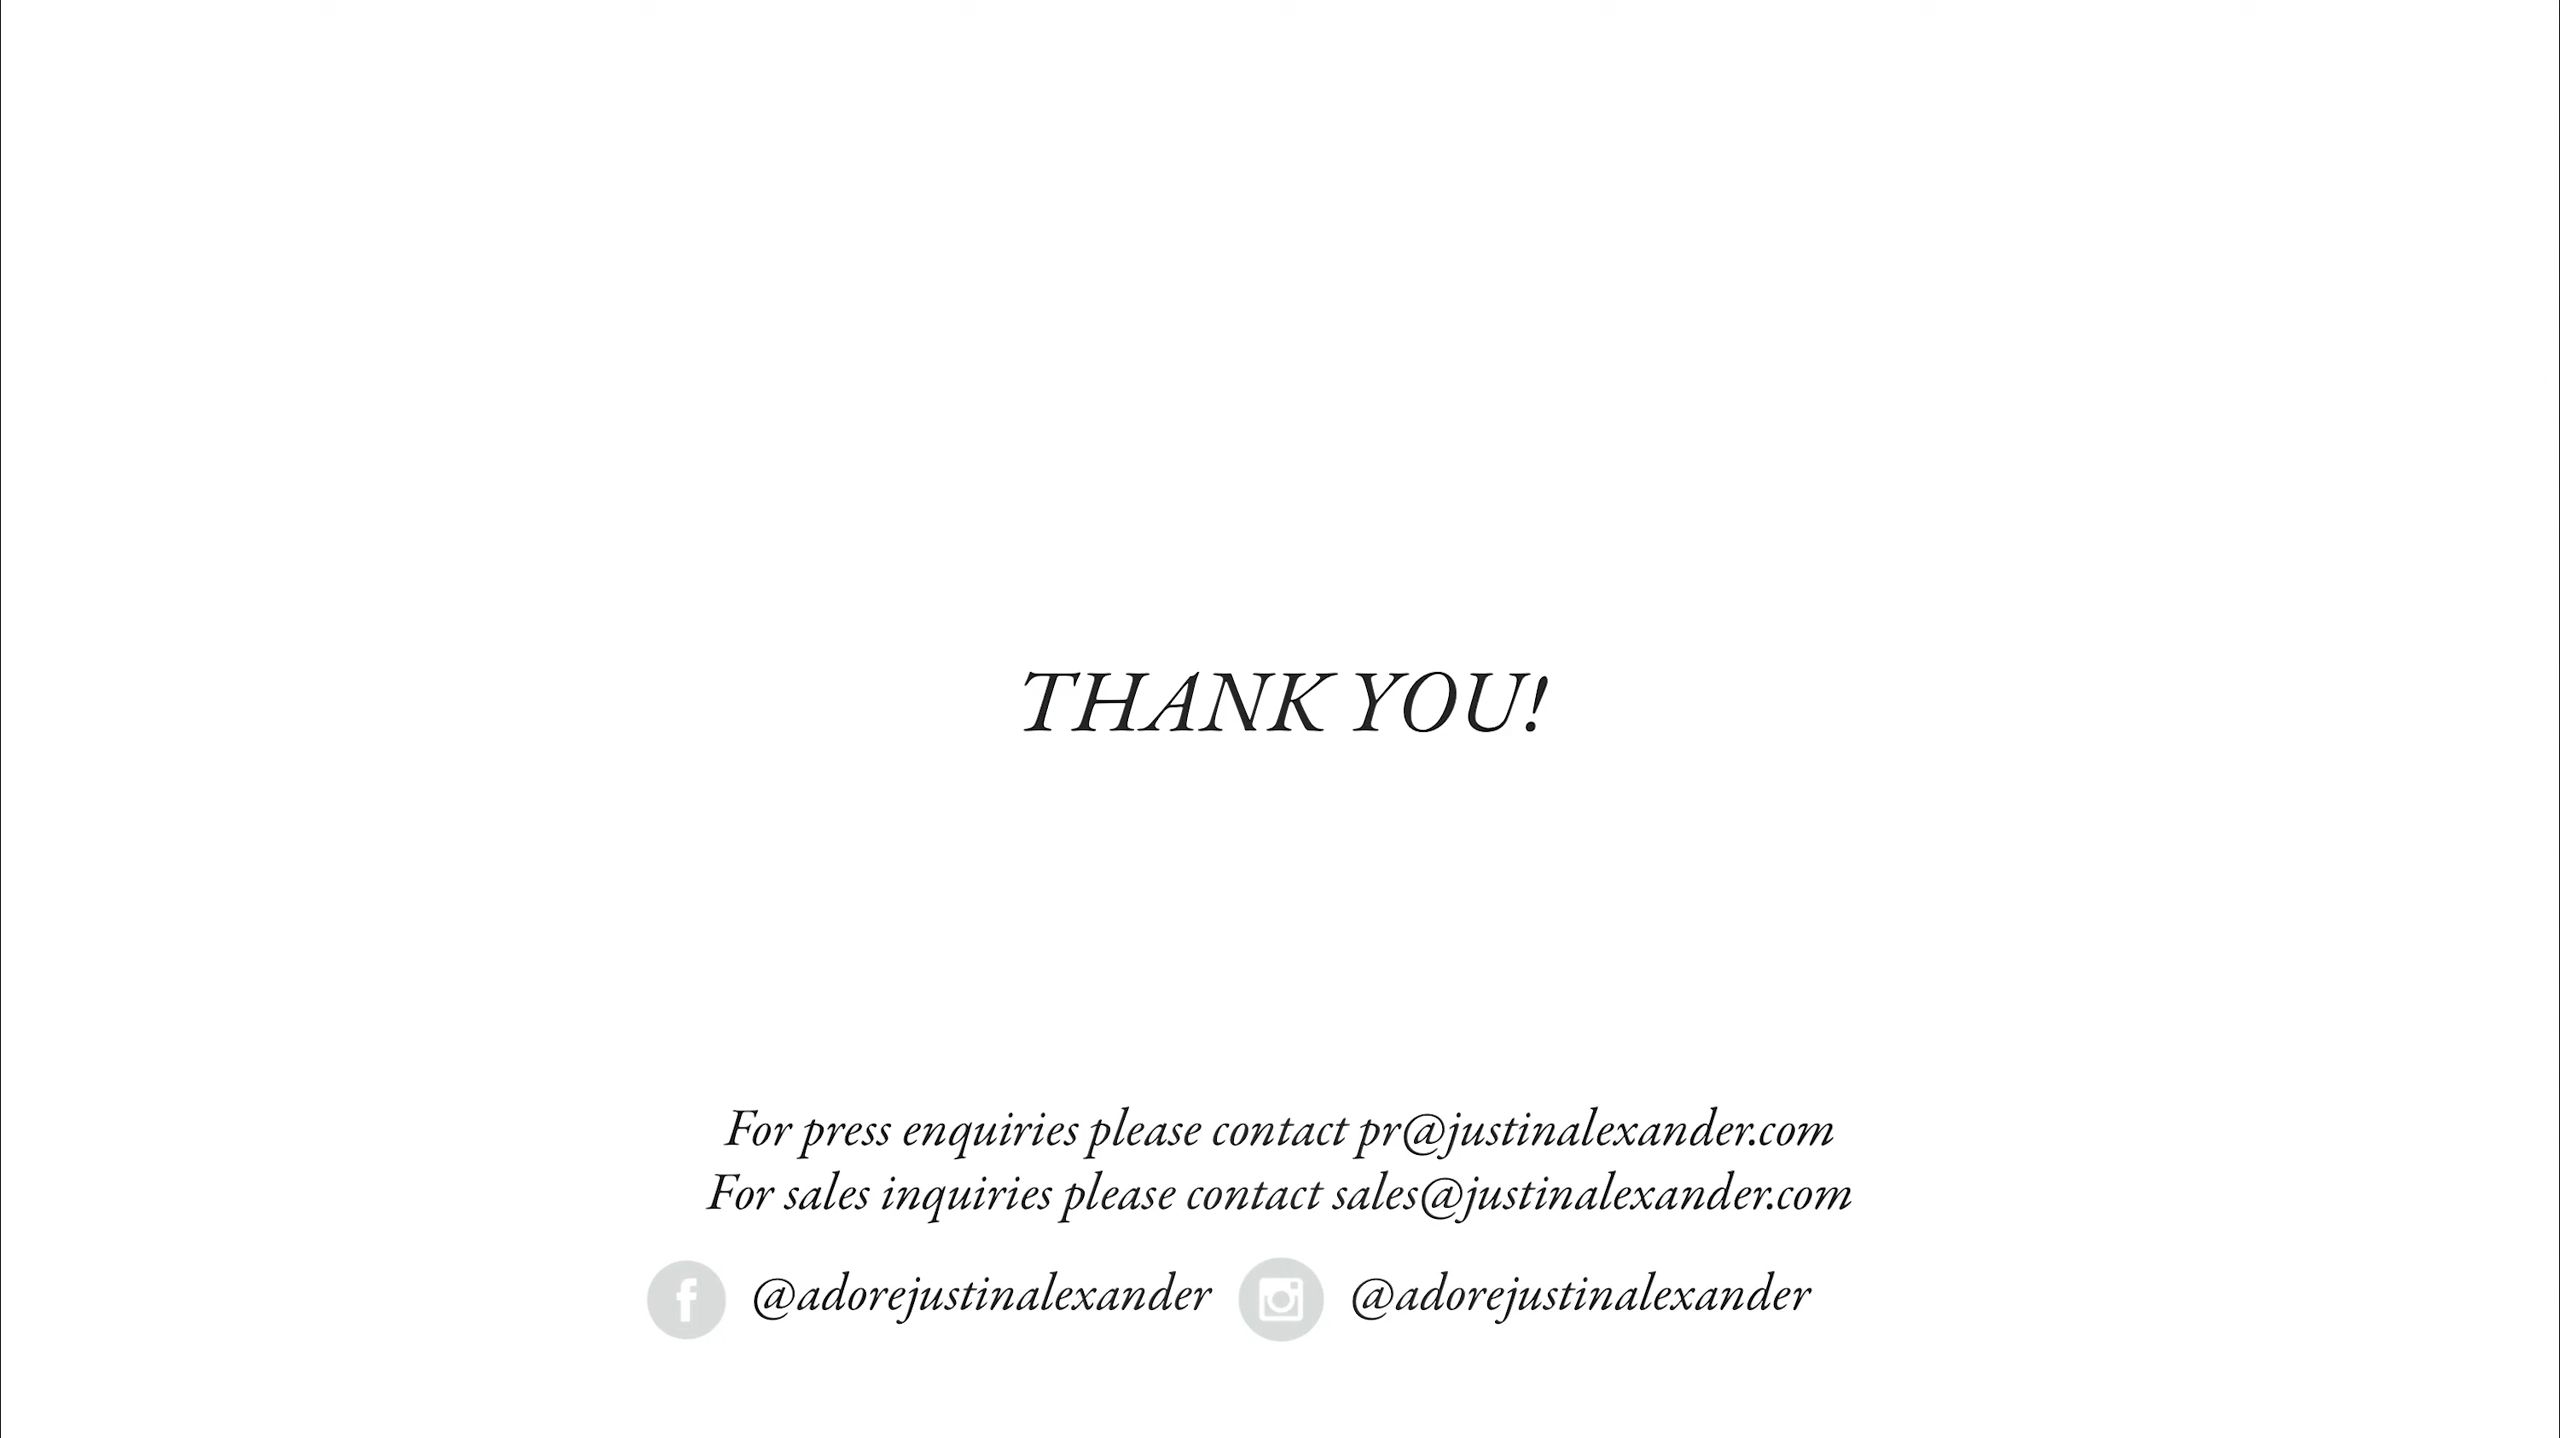 THANK YOU!
For press enquiries please contact pr@justinalexander.com
For sales inquiries please contact sales@justinalexander.com
@adorejustinalexander @adorejustinalexander